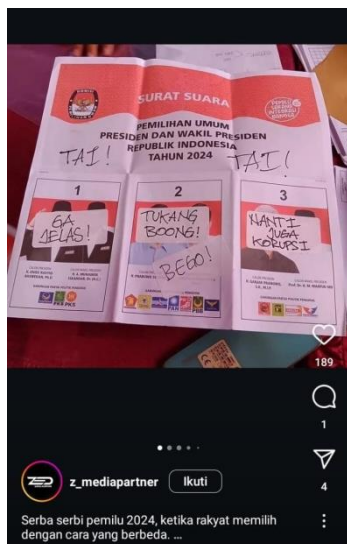 SURAT SUARA
PEMILIHAN UMUM
PRESIDEN DAN WAKIL PRESIDEN
REPUBLIK INDONESIA
TAHUN 2024
TAI!
TAI!
1
GA
JELAS!
2
TUKANG
BOONG!
BEGO!
3
NANTI
JUGA
KORUPSI
189
1
4
z_mediapartner
Ikuti
Serba serbi pemilu 2024, ketika rakyat memilih
dengan cara yang berbeda. ...